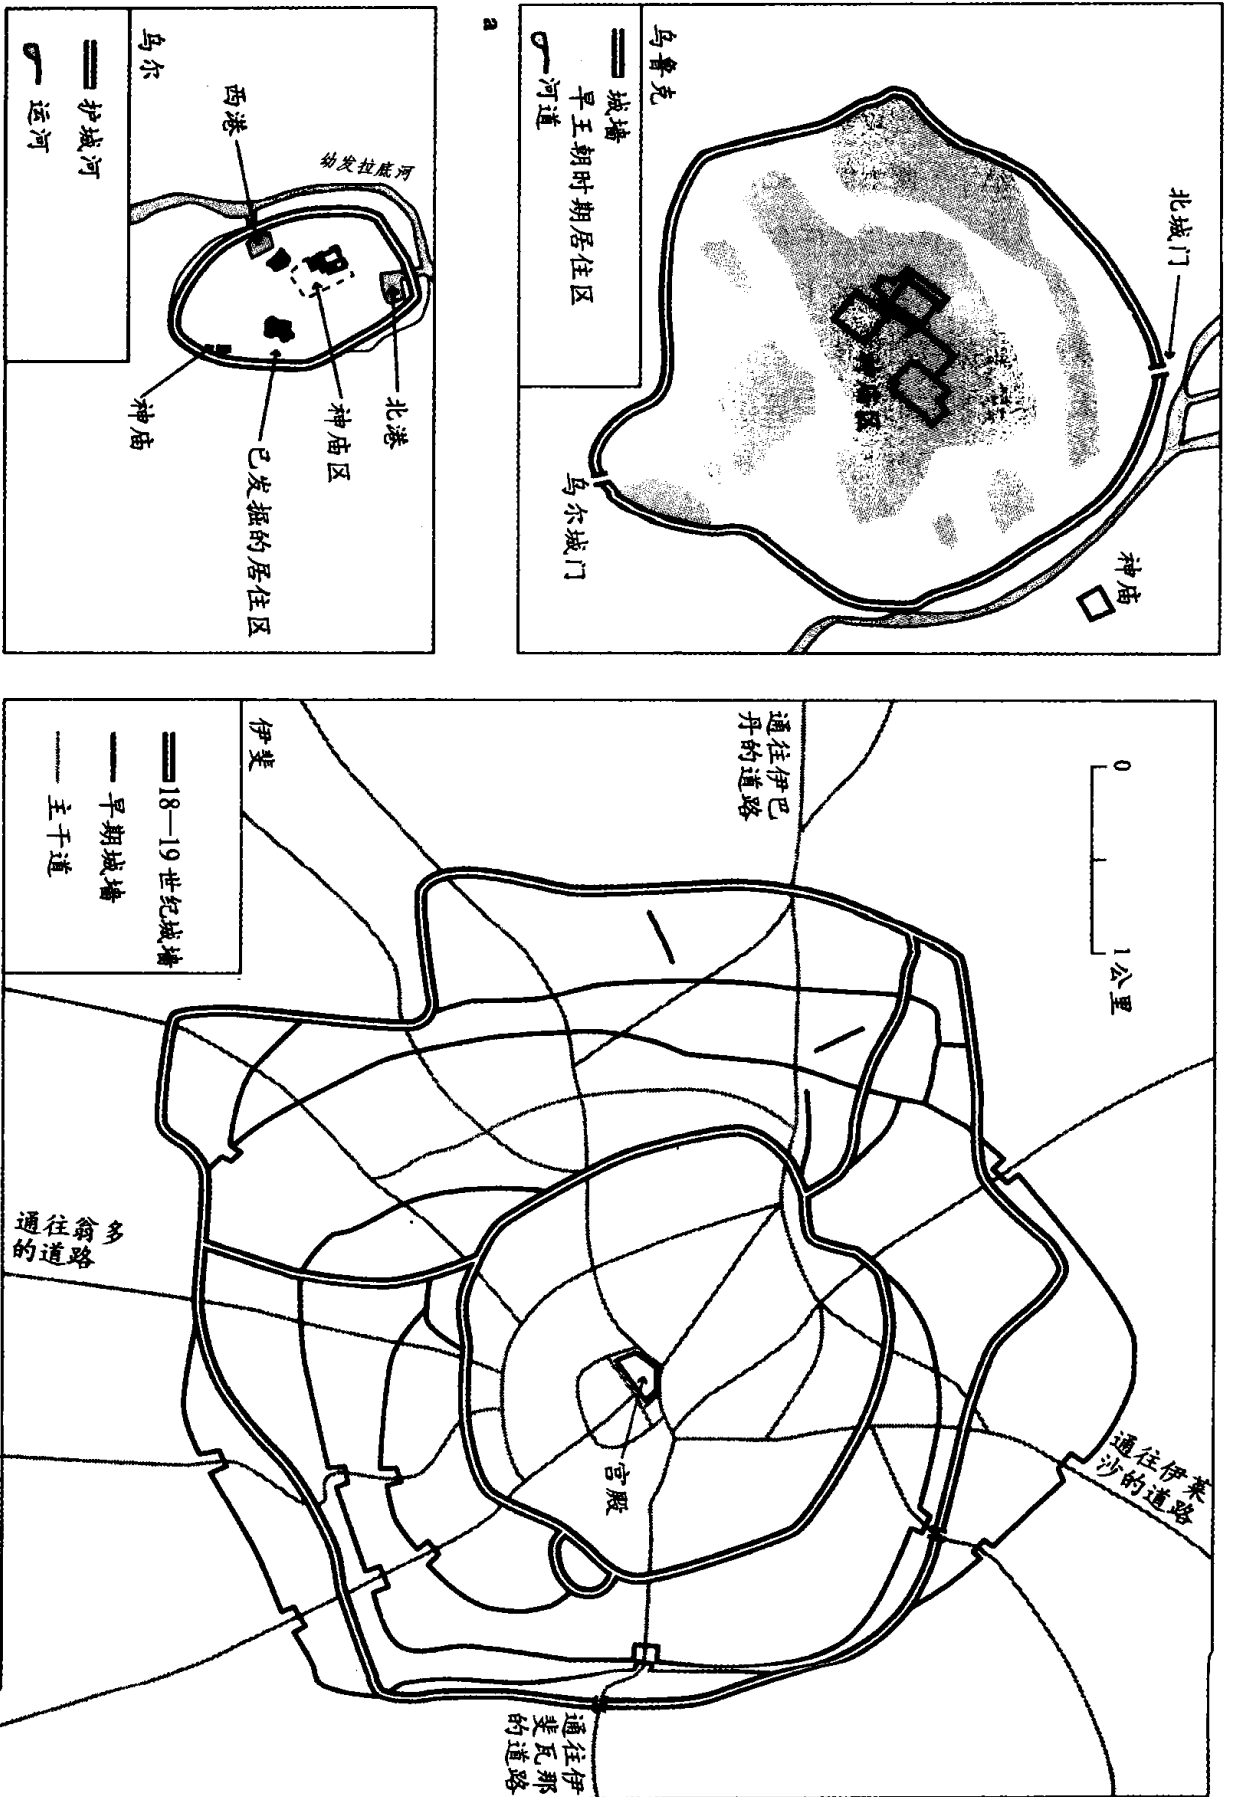 a
乌鲁克
城墙
早王朝时期居住区
河道
北城门
神庙区
乌尔城门
神庙
乌尔
护城河
运河
西港
幼发拉底河
北港
神庙区
已发掘的居住区
神庙
0
1公里
伊斐
18—19世纪城墙
早期城墙
主干道
通往伊巴
丹的道路
通往翁多
的道路
通往伊莱
沙的道路
宫殿
通往伊
斐瓦那
的道路